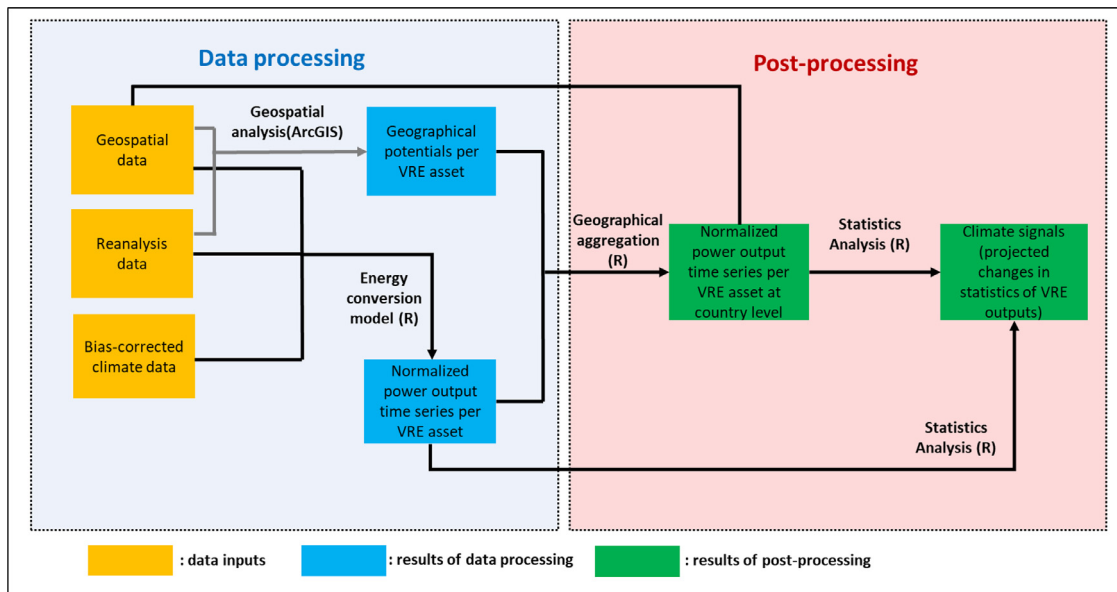 Data processing
Post-processing
Geospatial
analysis(ArcGIS)
Geospatial
data
Geographical
potentials per
VRE asset
Reanalysis
data
Energy
conversion
model (R)
Bias-corrected
climate data
Normalized
power output
time series per
VRE asset
Geographical
aggregation
(R)
Normalized
power output
time series per
VRE asset at
country level
Statistics
Analysis (R)
Climate signals
(projected
changes in
statistics of VRE
outputs)
Statistics
Analysis (R)
: data inputs
: results of data processing
: results of post-processing